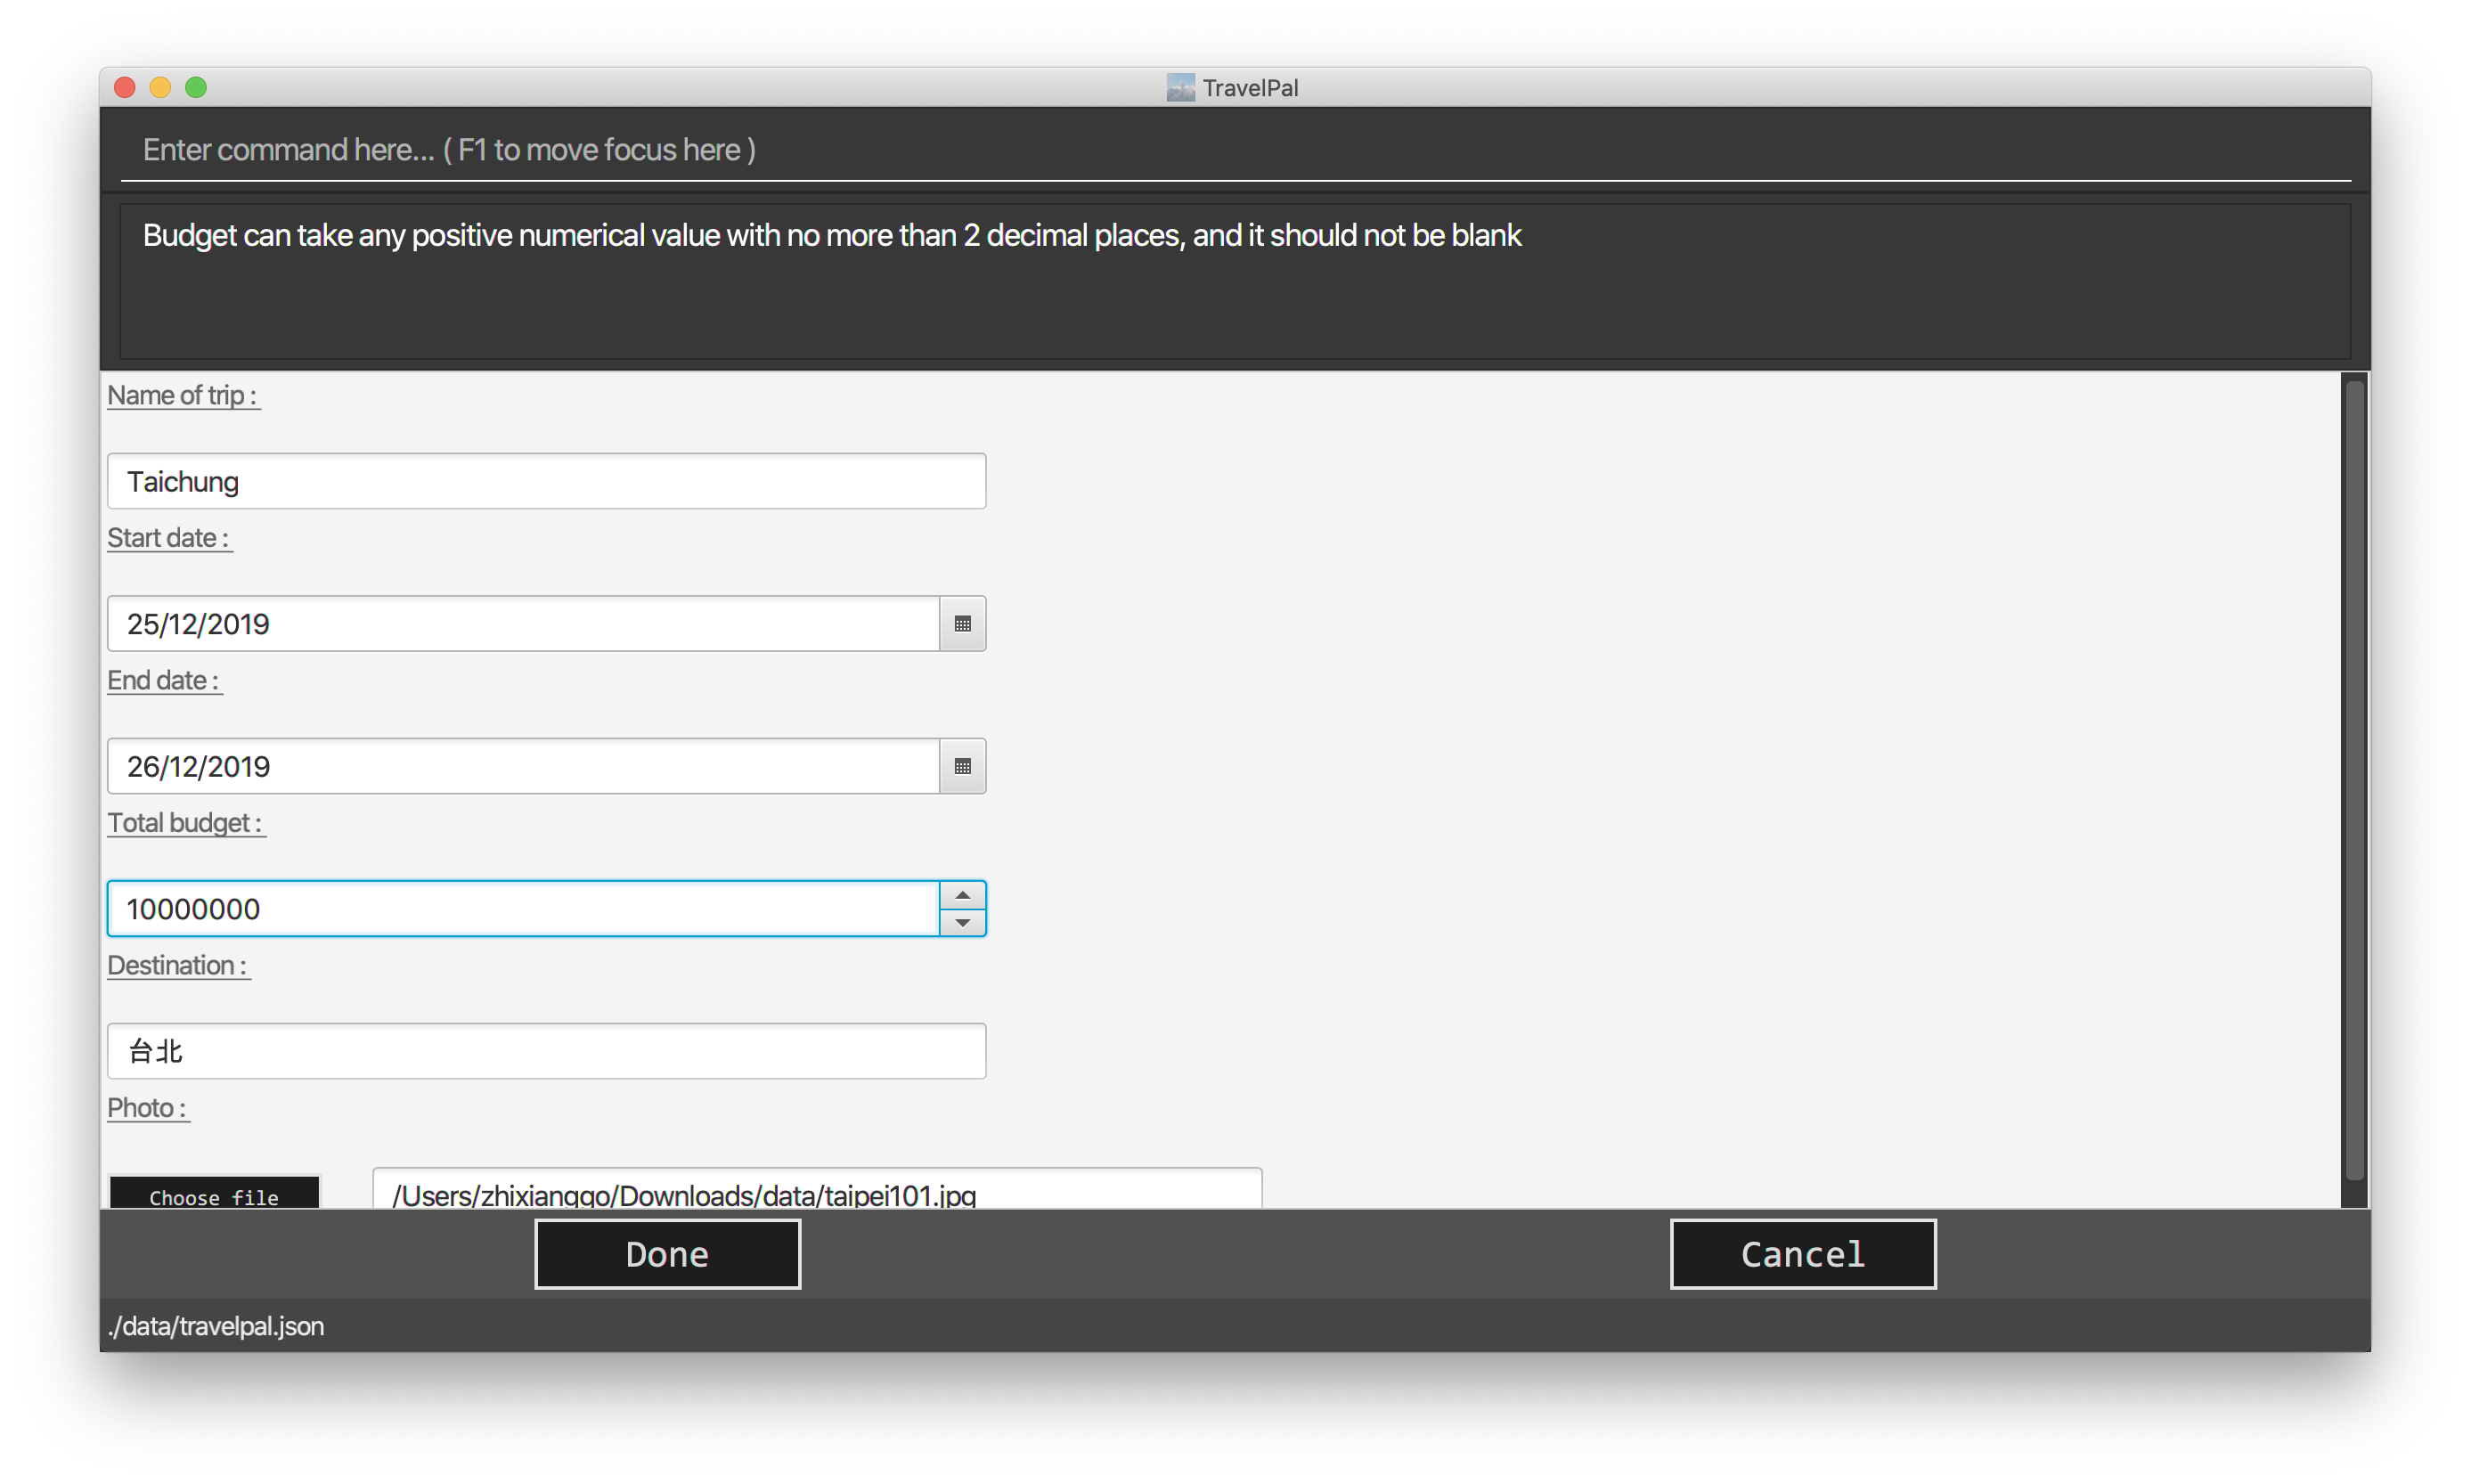 TravelPal
Enter command here... ( F1 to move focus here )
Budget can take any positive numerical value with no more than 2 decimal places, and it should not be blank
Name of trip :
Taichung
Start date :
25/12/2019
End date :
26/12/2019
Total budget :
10000000
Destination :
台北
Photo :
Choose file
/Users/zhixianggo/Downloads/data/taipei101.jpg
Done
Cancel
./data/travelpal.json